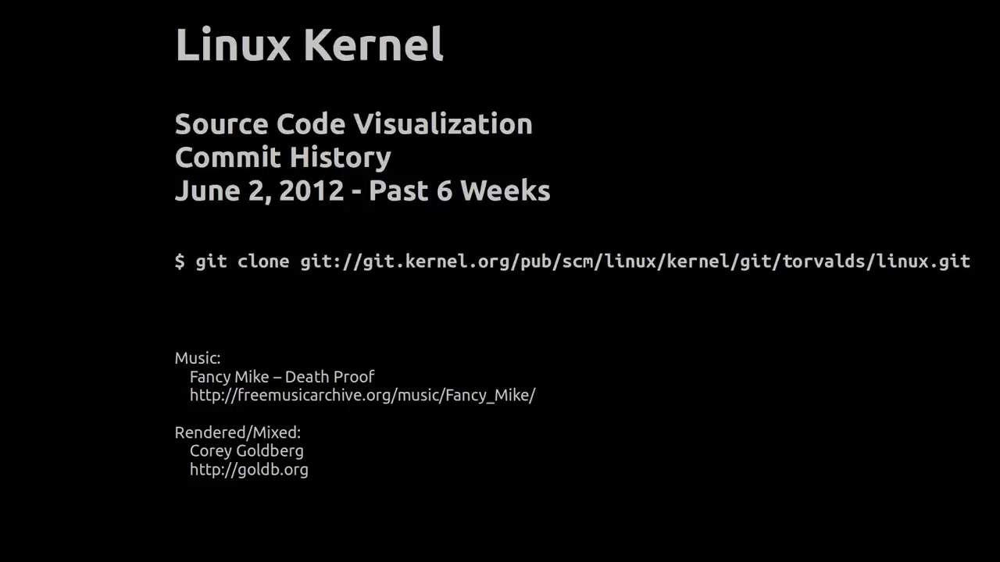 Linux Kernel
Source Code Visualization
Commit History
June 2, 2012 - Past 6 Weeks
$ git clone git://git.kernel.org/pub/scm/linux/kernel/git/torvalds/linux.git
Music:
Fancy Mike – Death Proof
http://freemusicarchive.org/music/Fancy_Mike/
Rendered/Mixed:
Corey Goldberg
http://goldb.org